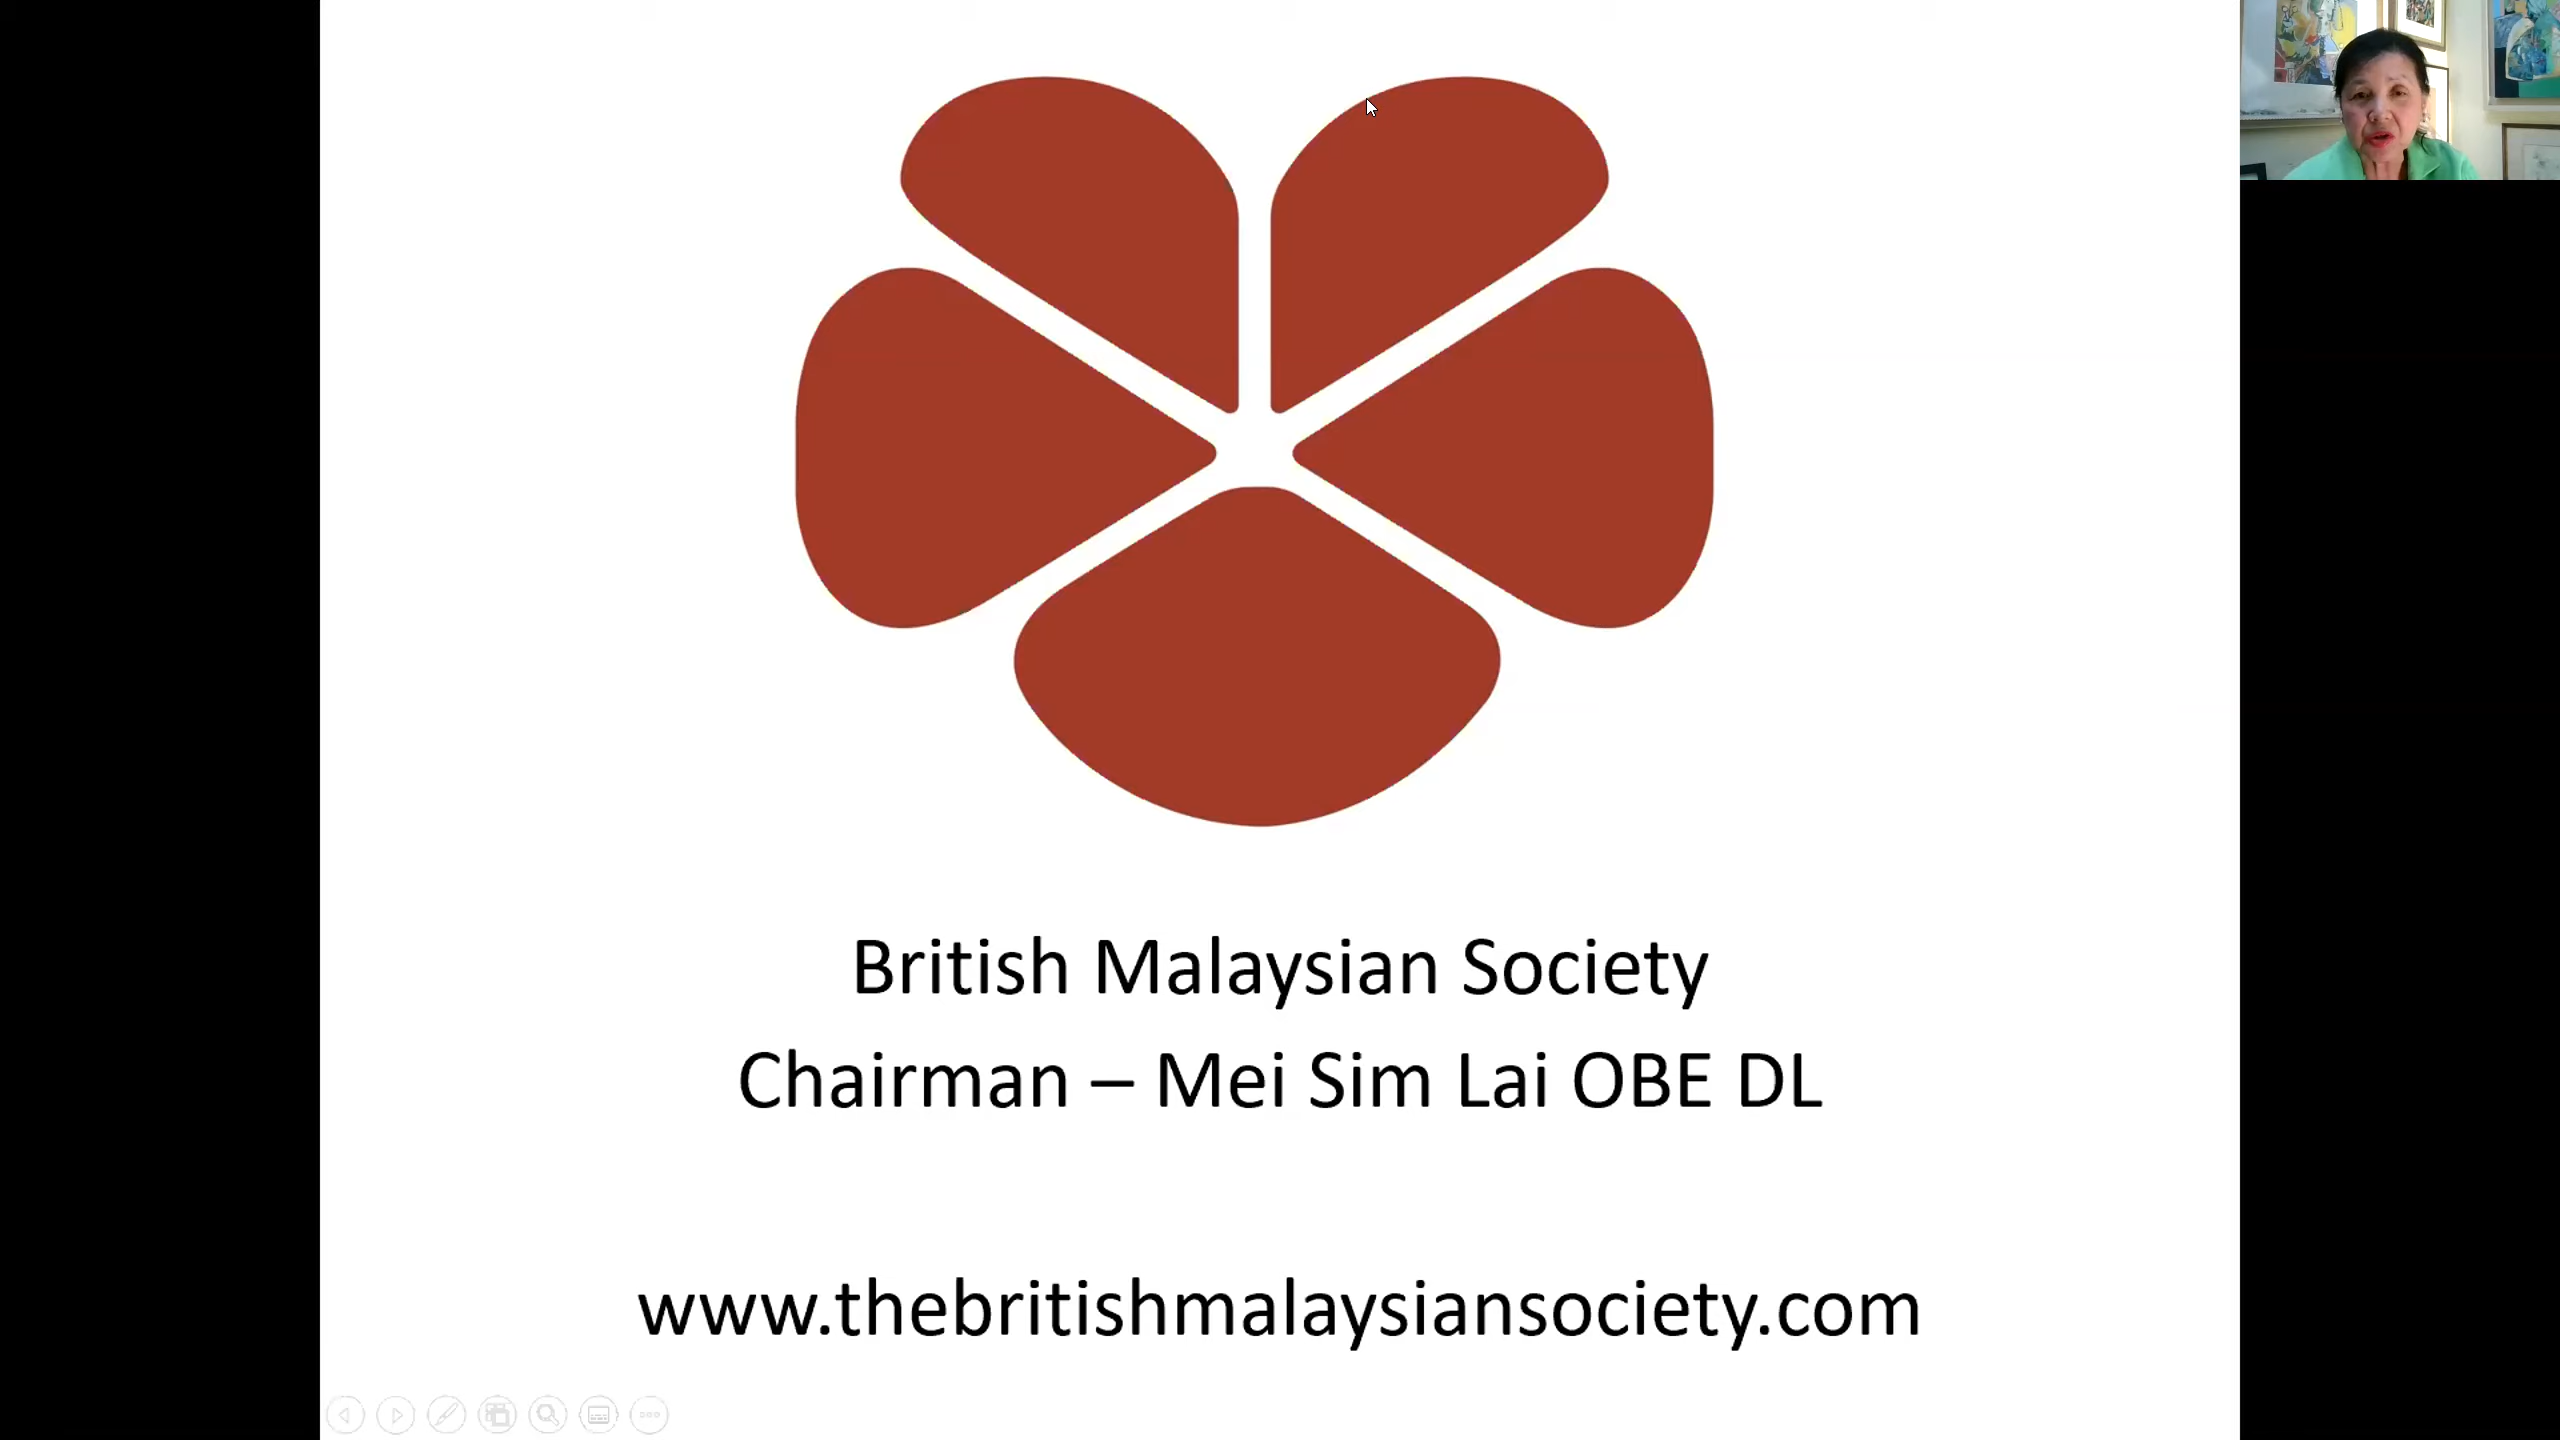 British Malaysian Society
Chairman – Mei Sim Lai OBE DL
www.thebritishmalaysiansociety.com